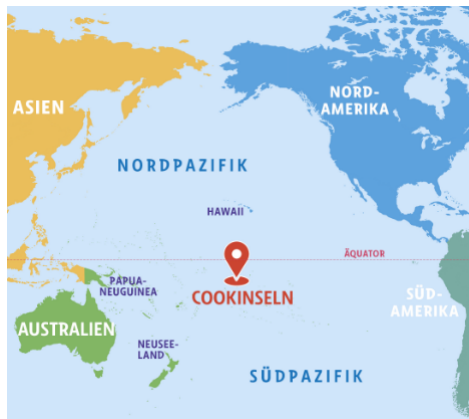 ASIEN
NORD-
AMERIKA
NORDPAZIFIK
HAWAII
ÄQUATOR
PAPUA-
NEUGUINEA
COOKINSELN
SÜD-
AMERIKA
AUSTRALIEN
NEUSEE-
LAND
SÜDPAZIFIK